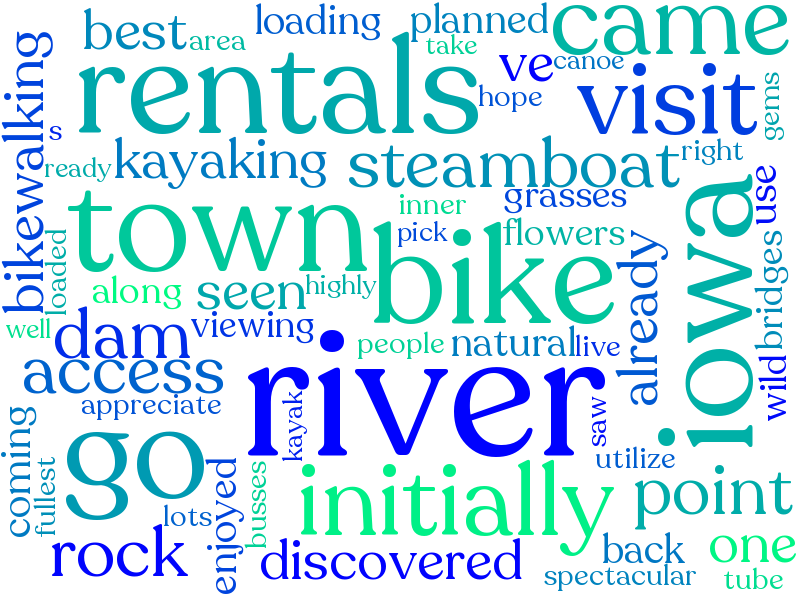 best
area
loading
planned
take
came
rentals
ve
canoe
hope
visit
gems
bikewalking
s
ready
kayaking
steamboat
right
town
inner
grasses
use
pick
flowers
iowa
bike
loaded
along
seen
highly
already
bridges
well
dam
viewing
people
natural
live
access
appreciate
river
wild
kayak
saw
coming
fullest
go
lots
enjoyed
busses
initially
utilize
point
rock
discovered
back
one
spectacular
tube